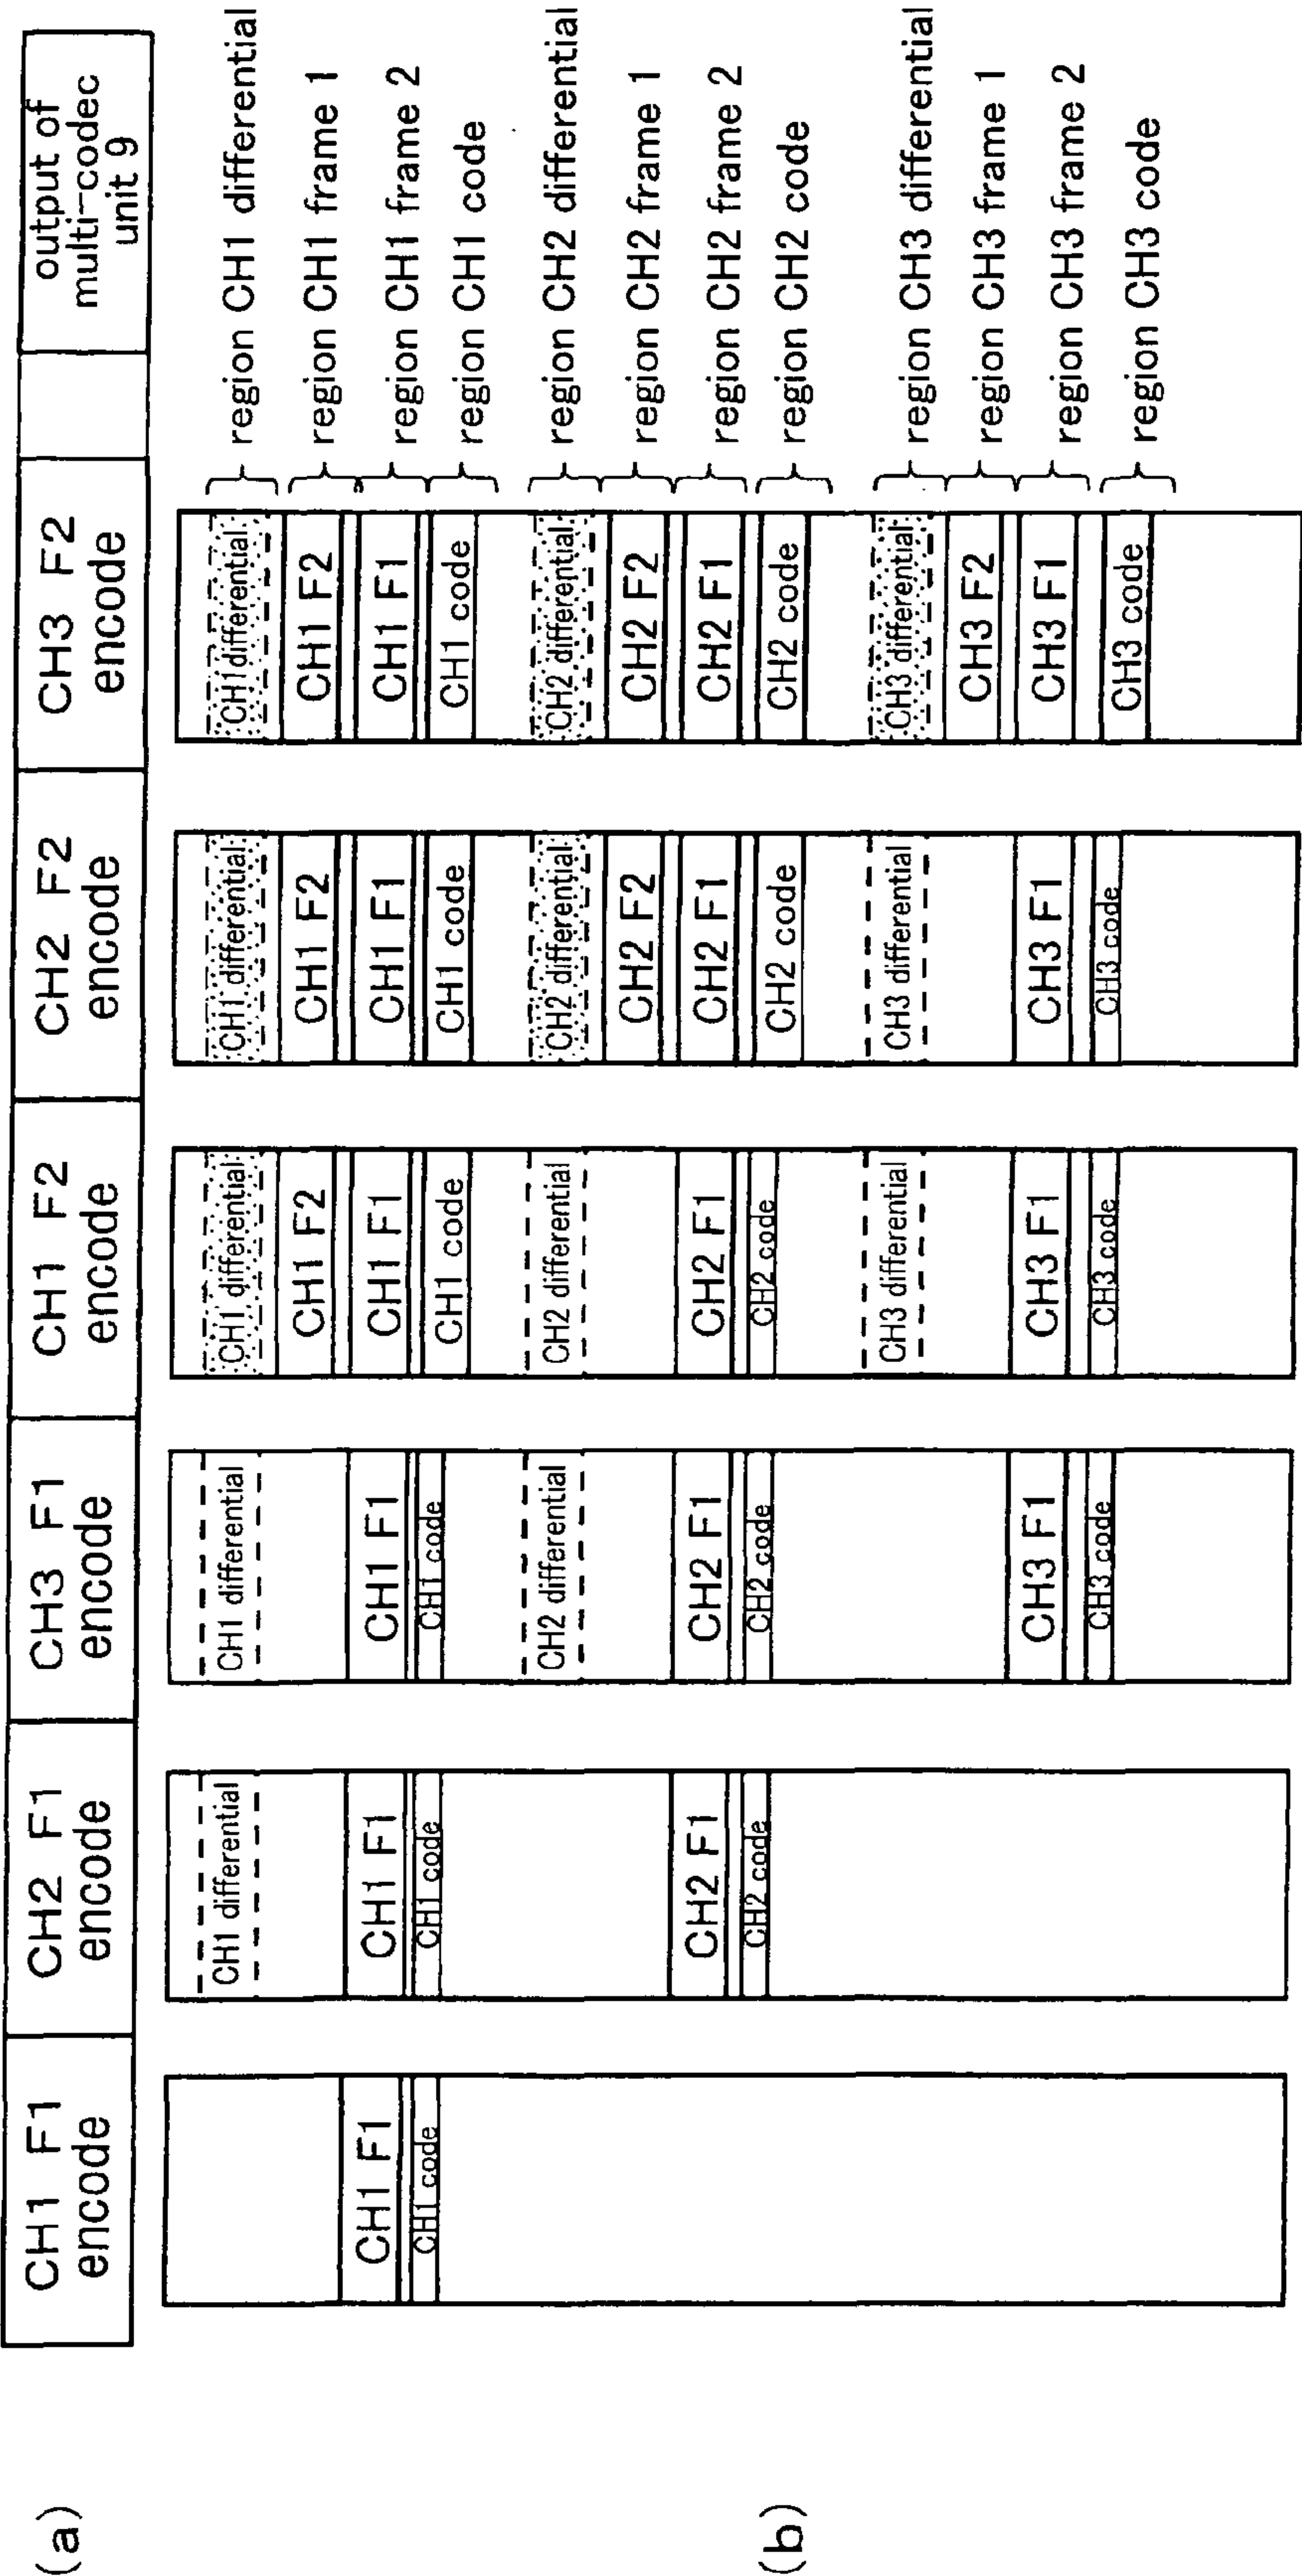 (a)
CH1 F1
encode
CH2 F1
encode
CH3 F1
encode
CH1 F2
encode
CH2 F2
encode
CH3 F2
encode
output of
multi-codec
unit 9
(b)
CH1 F1
CH1 code
CH1 differential
CH1 F1
CH1 code
CH2 F1
CH2 code
CH1 differential
CH1 F1
CH1 code
CH2 differential
CH2 F1
CH2 code
CH3 F1
CH3 code
CH1 differential
CH1 F2
CH1 F1
CH1 code
CH2 differential
CH2 F1
CH2 code
CH3 differential
CH3 F1
CH3 code
CH1 differential
CH1 F2
CH1 F1
CH1 code
CH2 differential
CH2 F2
CH2 F1
CH2 code
CH3 differential
CH3 F1
CH3 code
CH1 differential
CH1 F2
CH1 F1
CH1 code
CH2 differential
CH2 F2
CH2 F1
CH2 code
CH3 differential
CH3 F2
CH3 F1
CH3 code
region CH1 differential
region CH1 frame 1
region CH1 frame 2
region CH1 code
region CH2 differential
region CH2 frame 1
region CH2 frame 2
region CH2 code
region CH3 differential
region CH3 frame 1
region CH3 frame 2
region CH3 code